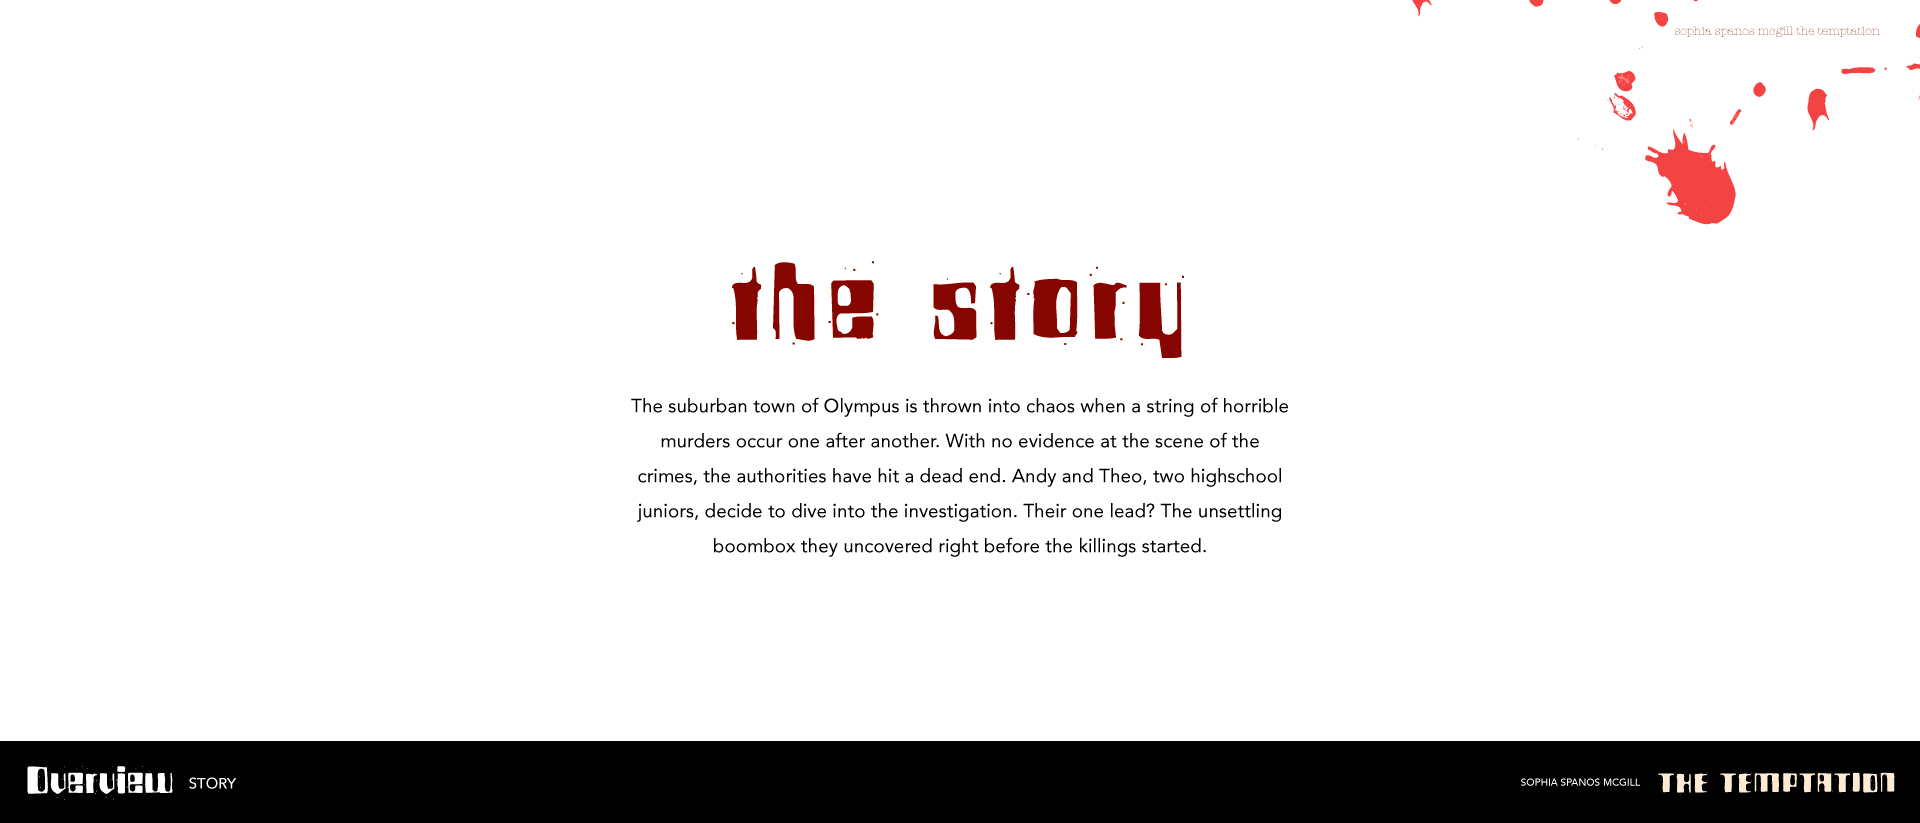 sophia spanos mcgill the temptation
the story
The suburban town of Olympus is thrown into chaos when a string of horrible
murders occur one after another. With no evidence at the scene of the
crimes, the authorities have hit a dead end. Andy and Theo, two highschool
juniors, decide to dive into the investigation. Their one lead? The unsettling
boombox they uncovered right before the killings started.
Overview STORY
SOPHIA SPANOS MCGILL THE TEMPTATION